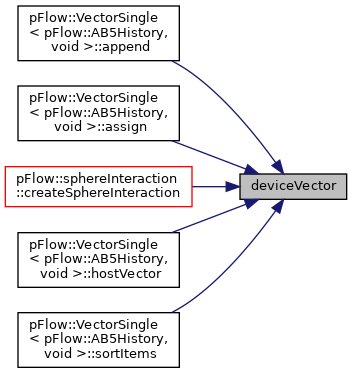 pFlow::VectorSingle
< pFlow::AB5History,
void >::append
pFlow::VectorSingle
< pFlow::AB5History,
void >::assign
pFlow::sphereInteraction
::createSphereInteraction
deviceVector
pFlow::VectorSingle
< pFlow::AB5History,
void >::hostVector
pFlow::VectorSingle
< pFlow::AB5History,
void >::sortItems